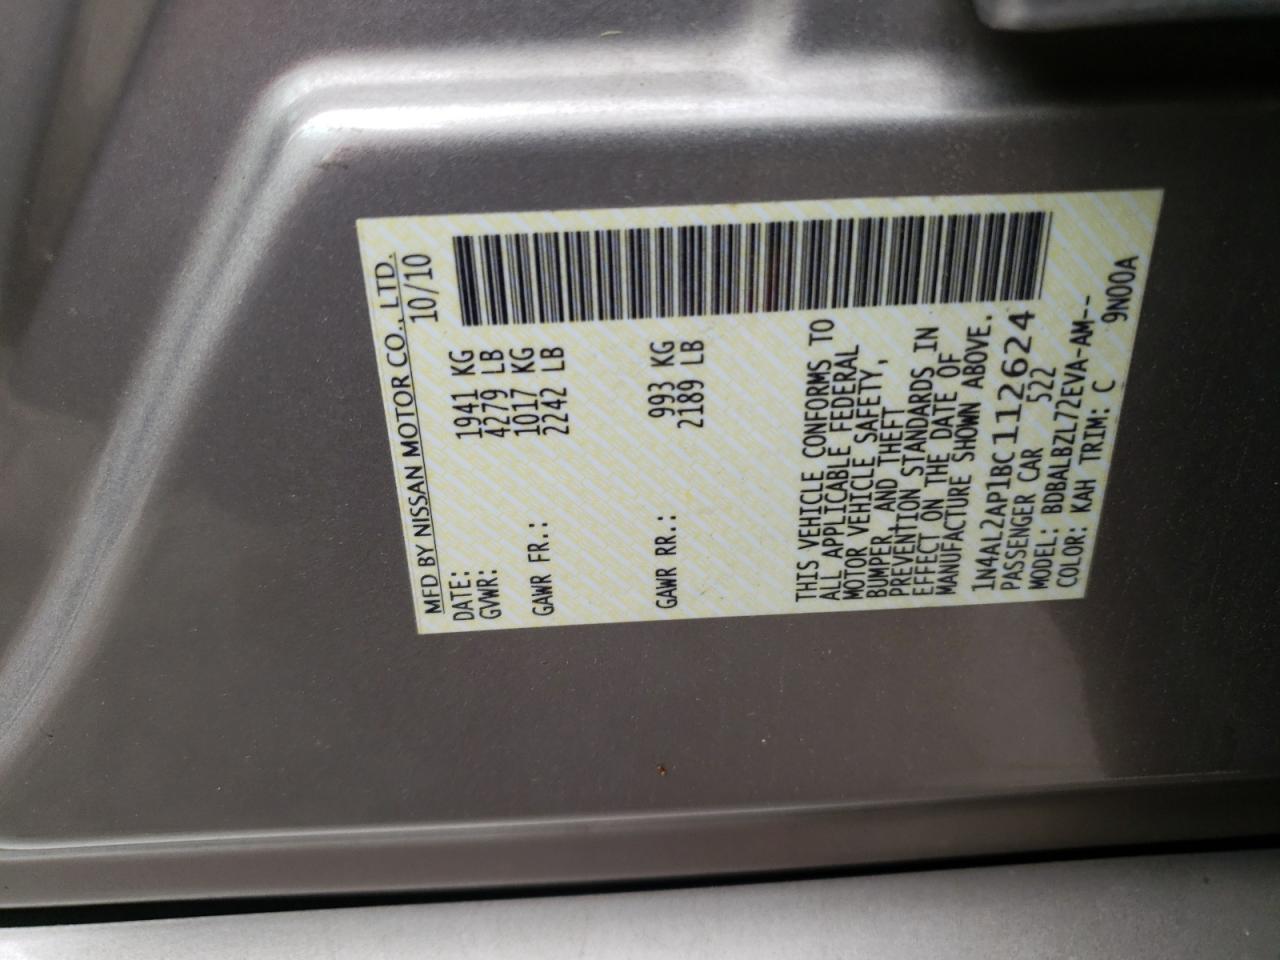 MFD BY NISSAN MOTOR CO., LTD.
DATE: 10/10
GVWR: 1941 KG
4279 LB
GAWR FR.: 1017 KG
2242 LB
GAWR RR.: 993 KG
2189 LB
THIS VEHICLE CONFORMS TO
ALL APPLICABLE FEDERAL
MOTOR VEHICLE SAFETY,
BUMPER, AND THEFT
PREVENTION STANDARDS IN
EFFECT ON THE DATE OF
MANUFACTURE SHOWN ABOVE.
1N4AL2AP1BC112624
PASSENGER CAR 522
MODEL: BDBALBZL72EVA-AM--
COLOR: KAH TRIM: C 9N00A